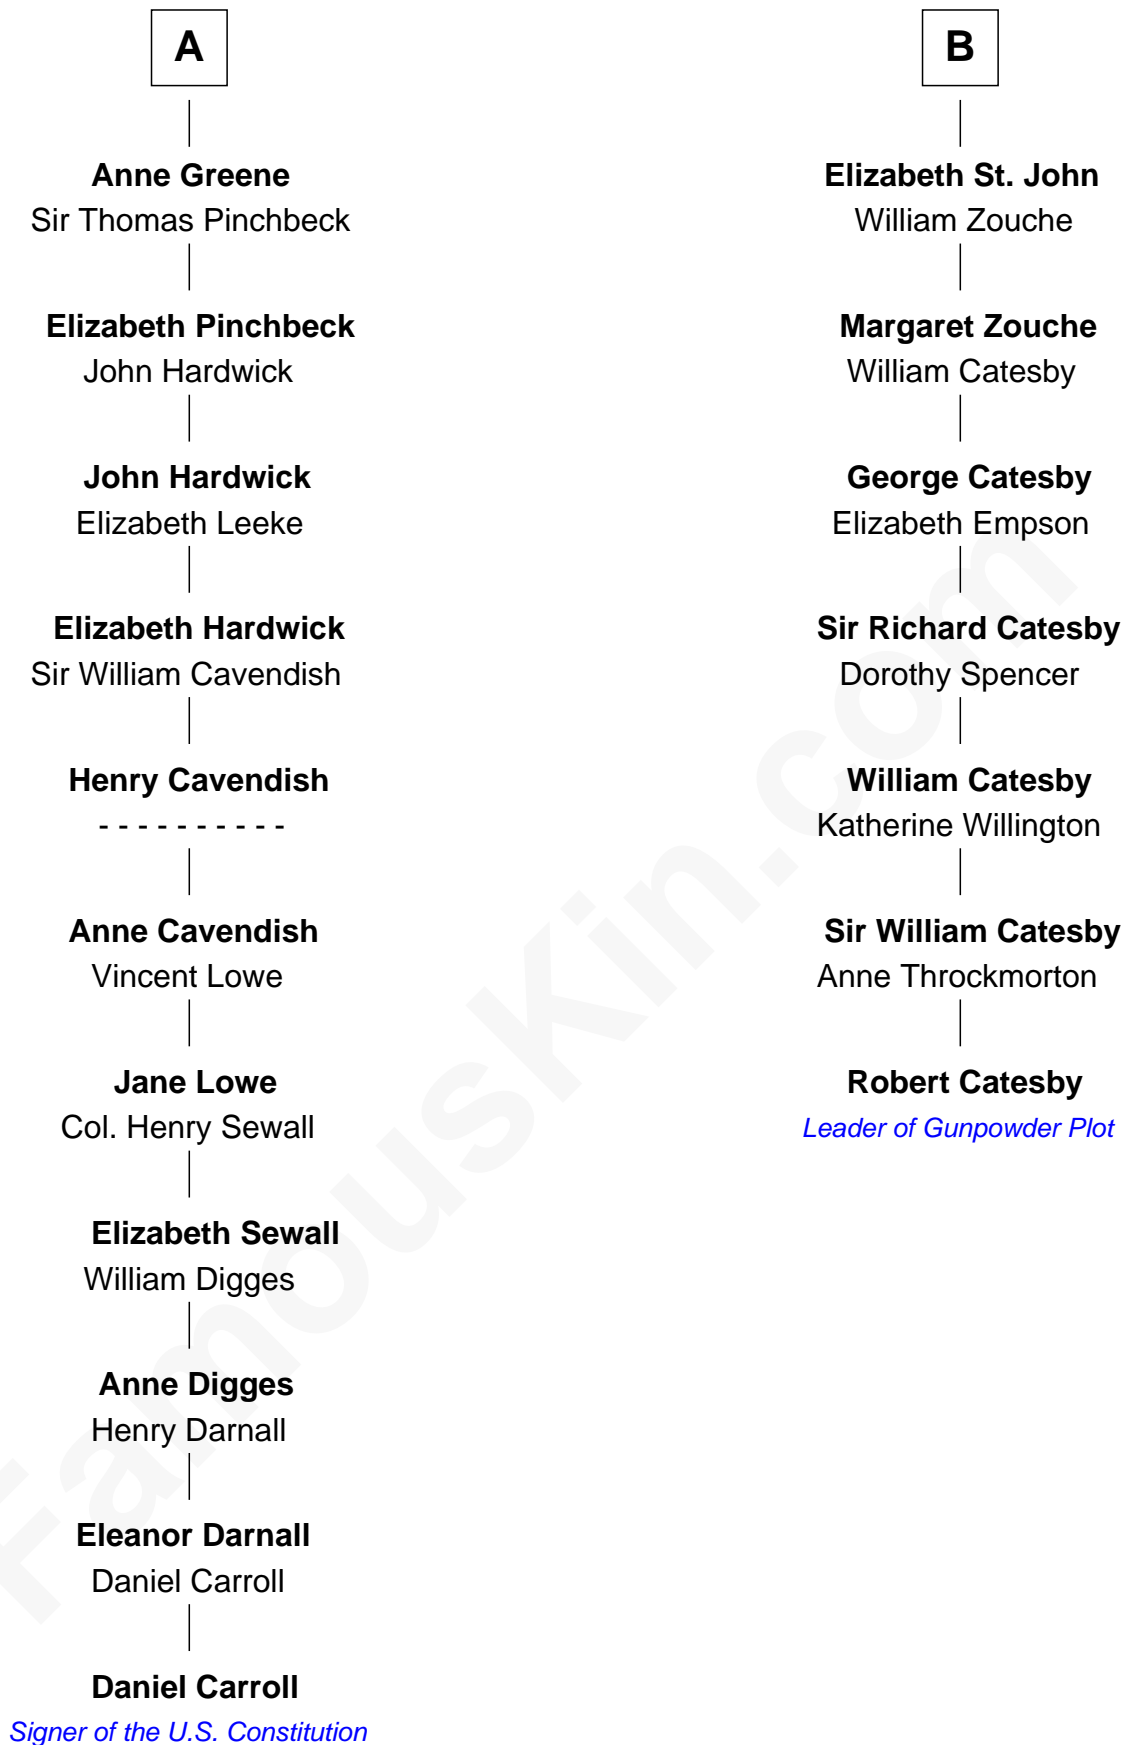 A
Anne Greene
Sir Thomas Pinchbeck
Elizabeth Pinchbeck
John Hardwick
John Hardwick
Elizabeth Leeke
Elizabeth Hardwick
Sir William Cavendish
Henry Cavendish
- - - - - - - - - -
Anne Cavendish
Vincent Lowe
Jane Lowe
Col. Henry Sewall
Elizabeth Sewall
William Digges
Anne Digges
Henry Darnall
Eleanor Darnall
Daniel Carroll
Daniel Carroll
Signer of the U.S. Constitution
B
Elizabeth St. John
William Zouche
Margaret Zouche
William Catesby
George Catesby
Elizabeth Empson
Sir Richard Catesby
Dorothy Spencer
William Catesby
Katherine Willington
Sir William Catesby
Anne Throckmorton
Robert Catesby
Leader of Gunpowder Plot
FamousKin.com